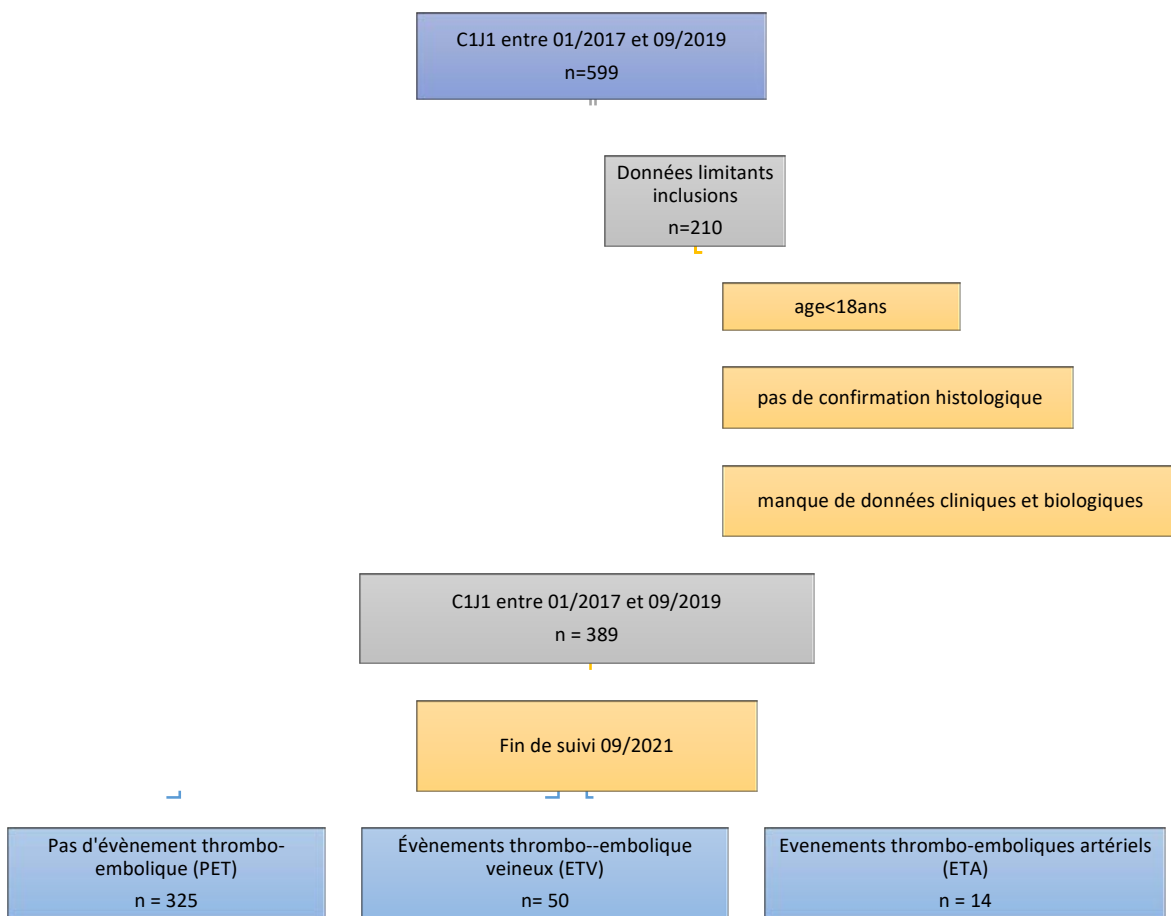 C1J1 entre 01/2017 et 09/2019
n=599
Données limitants
inclusions
n=210
age<18ans
pas de confirmation histologique
manque de données cliniques et biologiques
C1J1 entre 01/2017 et 09/2019
n = 389
Fin de suivi 09/2021
Pas d'évènement thrombo-
embolique (PET)
n = 325
Évènements thrombo--embolique
veineux (ETV)
n= 50
Evenements thrombo-emboliques artériels
(ETA)
n = 14